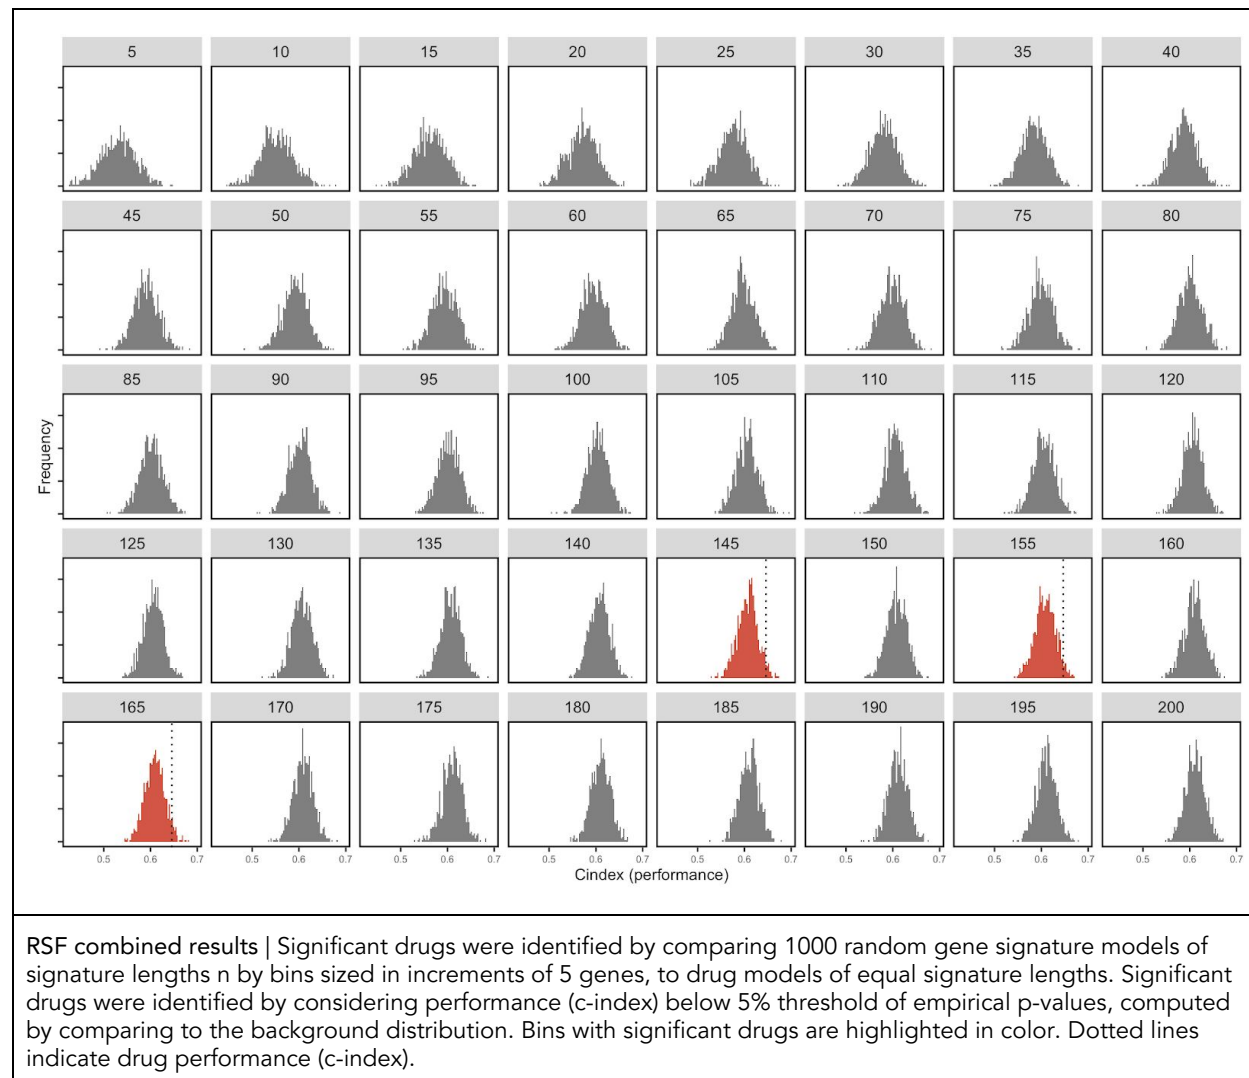 5 10 15 20 25 30 35 40
45 50 55 60 65 70 75 80
85 90 95 100 105 110 115 120
Frequency
125 130 135 140 145 150 155 160
165 170 175 180 185 190 195 200
0.5 0.6 0.7 0.5 0.6 0.7 0.5 0.6 0.7 0.5 0.6 0.7 0.5 0.6 0.7 0.5 0.6 0.7 0.5 0.6 0.7 0.5 0.6 0.7
Cindex (performance)
RSF combined results | Significant drugs were identified by comparing 1000 random gene signature models of
signature lengths n by bins sized in increments of 5 genes, to drug models of equal signature lengths. Significant
drugs were identified by considering performance (c-index) below 5% threshold of empirical p-values, computed
by comparing to the background distribution. Bins with significant drugs are highlighted in color. Dotted lines
indicate drug performance (c-index).